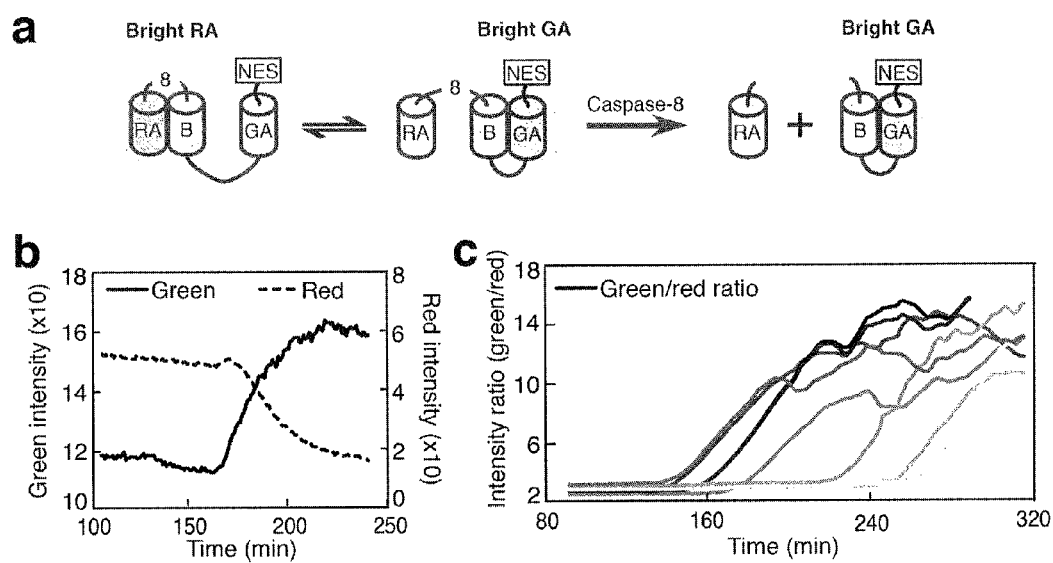 a
Bright RA
Bright GA
Bright GA
8
NES
RA
B
GA
8
NES
RA
B
GA
Caspase-8
RA
+
NES
B
GA
b
18
16
14
12
10
Green intensity (x10)
Green
Red
8
6
4
2
0
Red intensity (x10)
100
150
200
250
Time (min)
c
18
14
10
6
2
Intensity ratio (green/red)
Green/red ratio
80
160
240
320
Time (min)